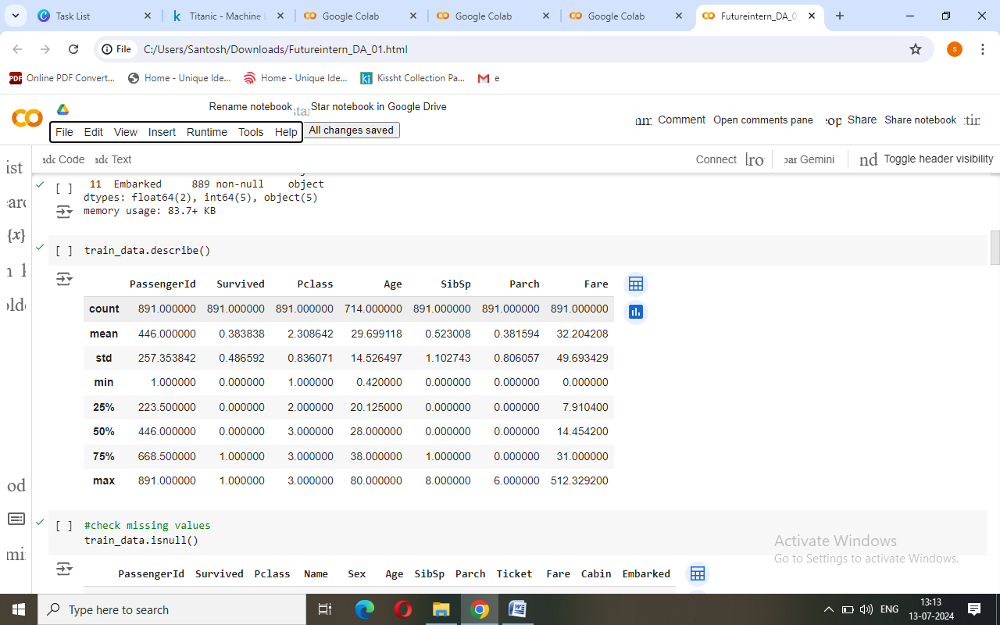 Task List
Titanic - Machine L
Google Colab
Google Colab
Google Colab
Futureintern_DA_0
File
C:/Users/Santosh/Downloads/Futureintern_DA_01.html
S
PDF Online PDF Convert...
Home - Unique Ide...
Home - Unique Ide...
Kissht Collection Pa...
e
Rename notebook
Star notebook in Google Drive
File Edit View Insert Runtime Tools Help
All changes saved
Comment Open comments pane
Share Share notebook
Code Text
Connect
Gemini
Toggle header visibility
[ ] 11 Embarked 889 non-null object
dtypes: float64(2), int64(5), object(5)
memory usage: 83.7+ KB
{x}
[ ] train_data.describe()
PassengerId Survived Pclass Age SibSp Parch Fare
count 891.000000 891.000000 891.000000 714.000000 891.000000 891.000000 891.000000
mean 446.000000 0.383838 2.308642 29.699118 0.523008 0.381594 32.204208
std 257.353842 0.486592 0.836071 14.526497 1.102743 0.806057 49.693429
min 1.000000 0.000000 1.000000 0.420000 0.000000 0.000000 0.000000
25% 223.500000 0.000000 2.000000 20.125000 0.000000 0.000000 7.910400
50% 446.000000 0.000000 3.000000 28.000000 0.000000 0.000000 14.454200
75% 668.500000 1.000000 3.000000 38.000000 1.000000 0.000000 31.000000
max 891.000000 1.000000 3.000000 80.000000 8.000000 6.000000 512.329200
[ ] #check missing values
train_data.isnull()
PassengerId Survived Pclass Name Sex Age SibSp Parch Ticket Fare Cabin Embarked
Activate Windows
Go to Settings to activate Windows.
Type here to search
ENG
13:13
13-07-2024